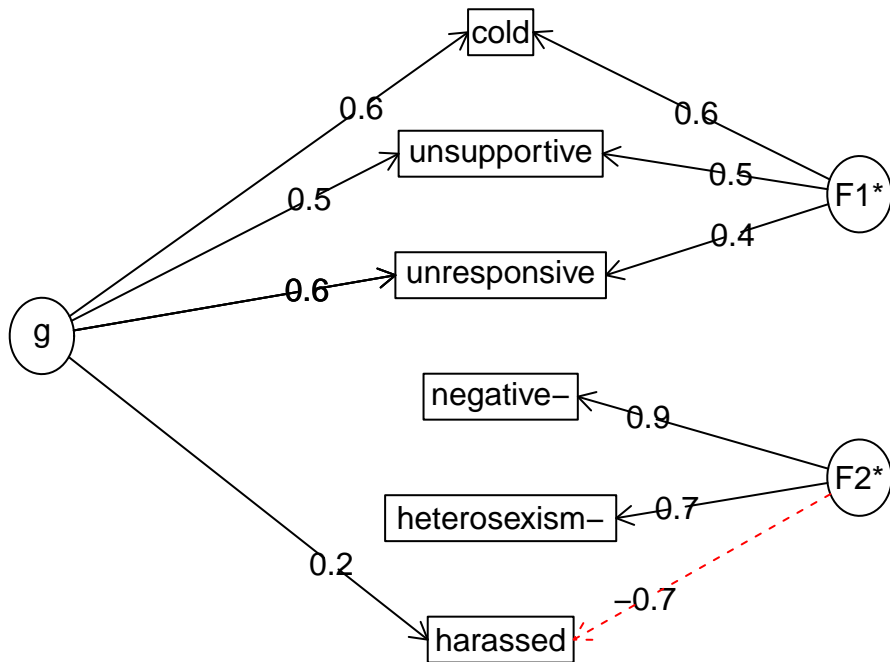 cold
0.6
0.6
unsupportive
0.5
0.5
F1*
0.4
unresponsive
0.6
g
negative−
0.9
F2*
heterosexism−
0.7
0.2
−0.7
harassed